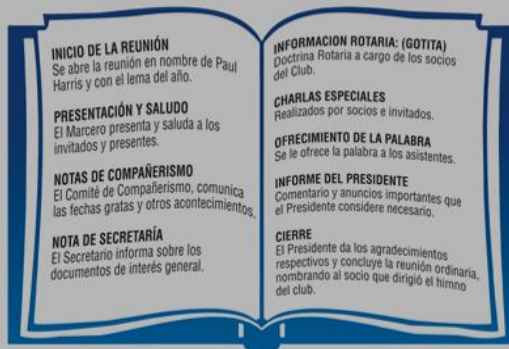 INICIO DE LA REUNIÓN
Se abre la reunión en nombre de Paul
Harris y con el lema del año.
PRESENTACIÓN Y SALUDO
El Marcero presenta y saluda a los
invitados y presentes.
NOTAS DE COMPAÑERISMO
El Comité de Compañerismo, comunica
las fechas gratas y otros acontecimientos.
NOTA DE SECRETARÍA
El Secretario informa sobre los
documentos de interés general.
INFORMACION ROTARIA: (GOTITA)
Doctrina Rotaria a cargo de los socios
del Club.
CHARLAS ESPECIALES
Realizados por socios e invitados.
OFRECIMIENTO DE LA PALABRA
Se le ofrece la palabra a los asistentes.
INFORME DEL PRESIDENTE
Comentario y anuncios importantes que
el Presidente considere necesario.
CIERRE
El Presidente da los agradecimientos
respectivos y concluye la reunión ordinaria,
nombrando al socio que dirigió el himno
del club.